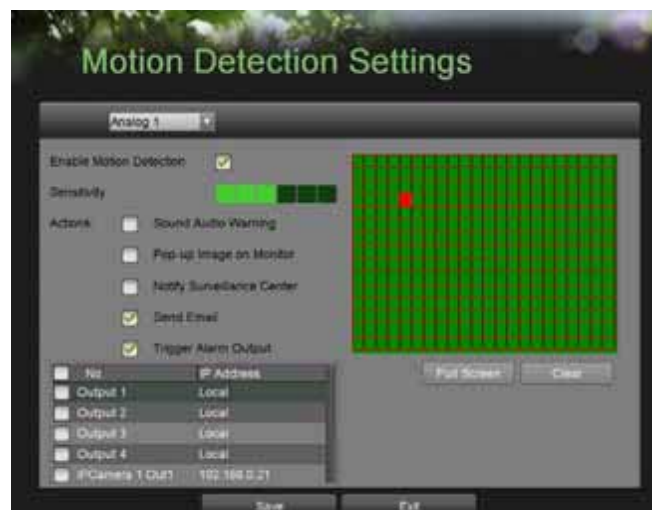 Motion Detection Settings
Analog 1
Enable Motion Detection
Sensitivity
Actions Sound Audio Warning
Pop-up Image on Monitor
Notify Surveillance Center
Send Email
Trigger Alarm Output
No. IP Address
Output 1 Local
Output 2 Local
Output 3 Local
Output 4 Local
IPCamera 1 Out1 192.168.0.21
Full Screen Clear
Save Exit